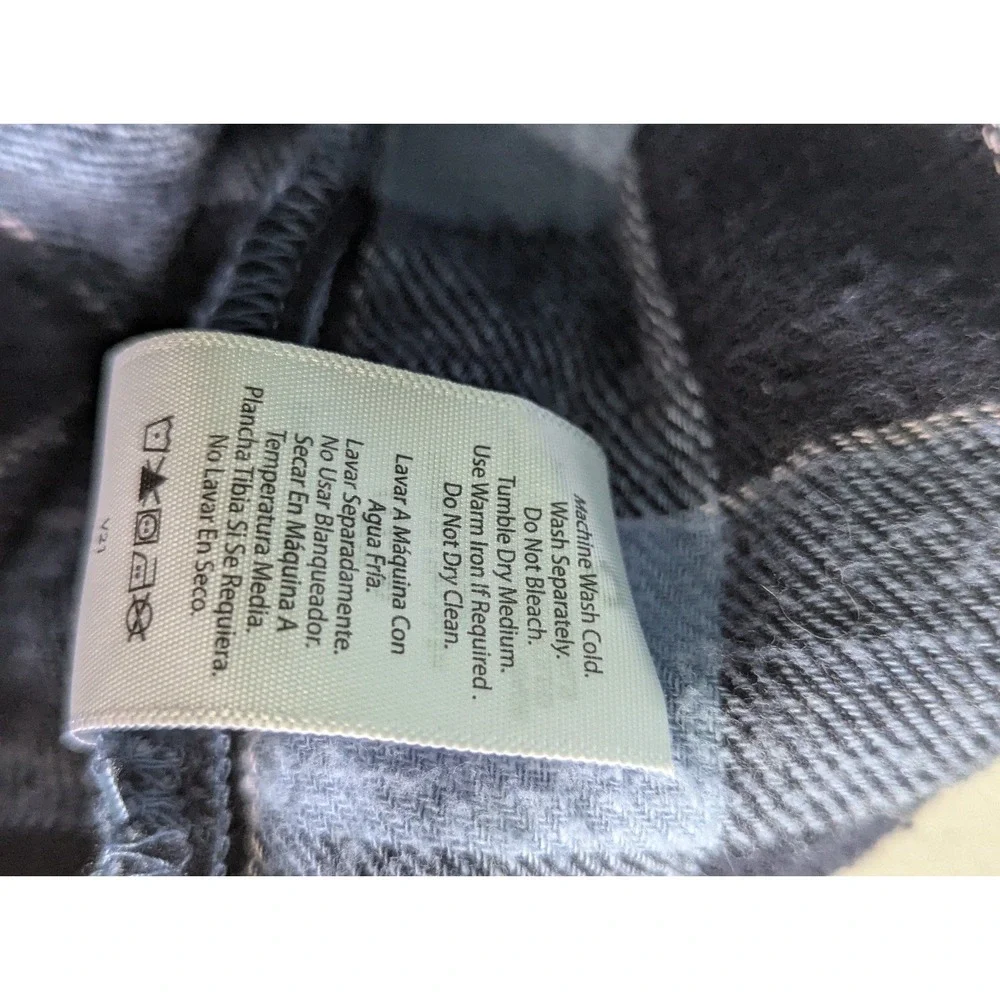 Machine Wash Cold.
Wash Separately.
Do Not Bleach.
Tumble Dry Medium.
Use Warm Iron If Required.
Do Not Dry Clean.
Lavar A Máquina Con
Agua Fría.
Lavar Separadamente.
No Usar Blanqueador.
Secar En Máquina A
Temperatura Media.
Plancha Tibia Si Se Requiera.
No Lavar En Seco.
V21